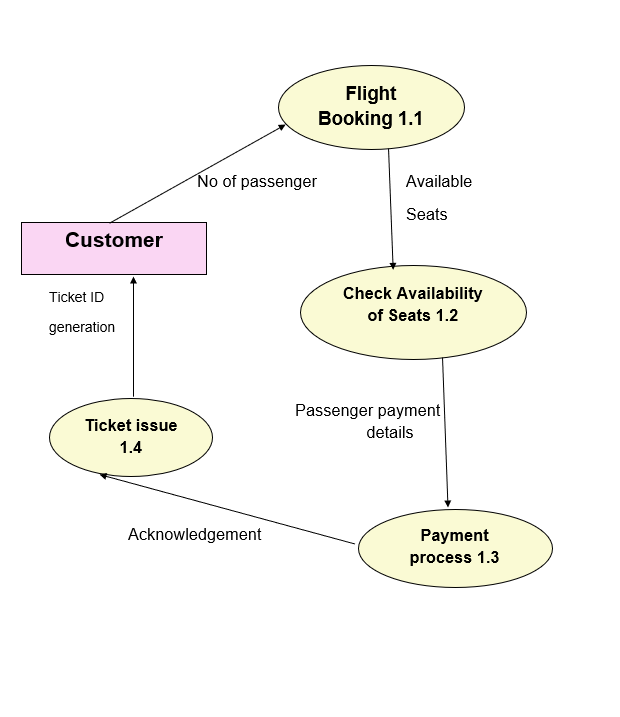 Flight
Booking 1.1
No of passenger
Available
Seats
Customer
Check Availability
of Seats 1.2
Ticket ID
generation
Passenger payment
details
Ticket issue
1.4
Acknowledgement
Payment
process 1.3